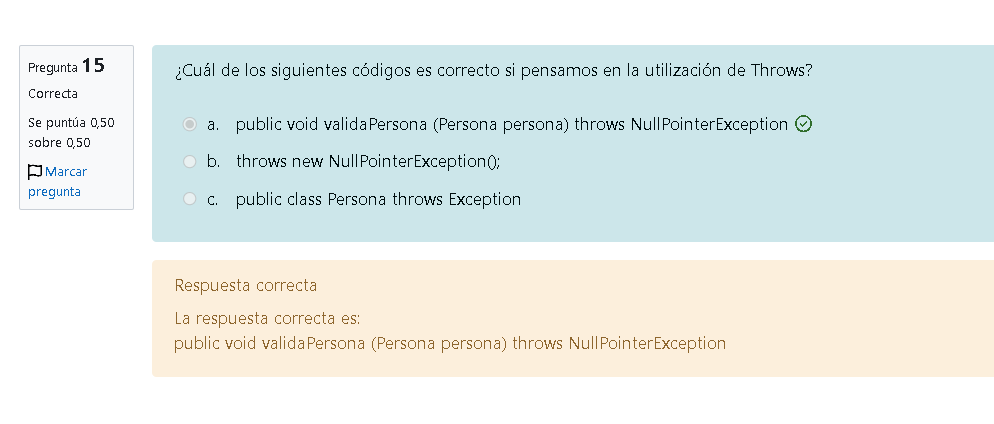 Pregunta 15
Correcta
Se puntúa 0,50
sobre 0,50
Marcar
pregunta
¿Cuál de los siguientes códigos es correcto si pensamos en la utilización de Throws?
a. public void validaPersona (Persona persona) throws NullPointerException
b. throws new NullPointerException();
c. public class Persona throws Exception
Respuesta correcta
La respuesta correcta es:
public void validaPersona (Persona persona) throws NullPointerException